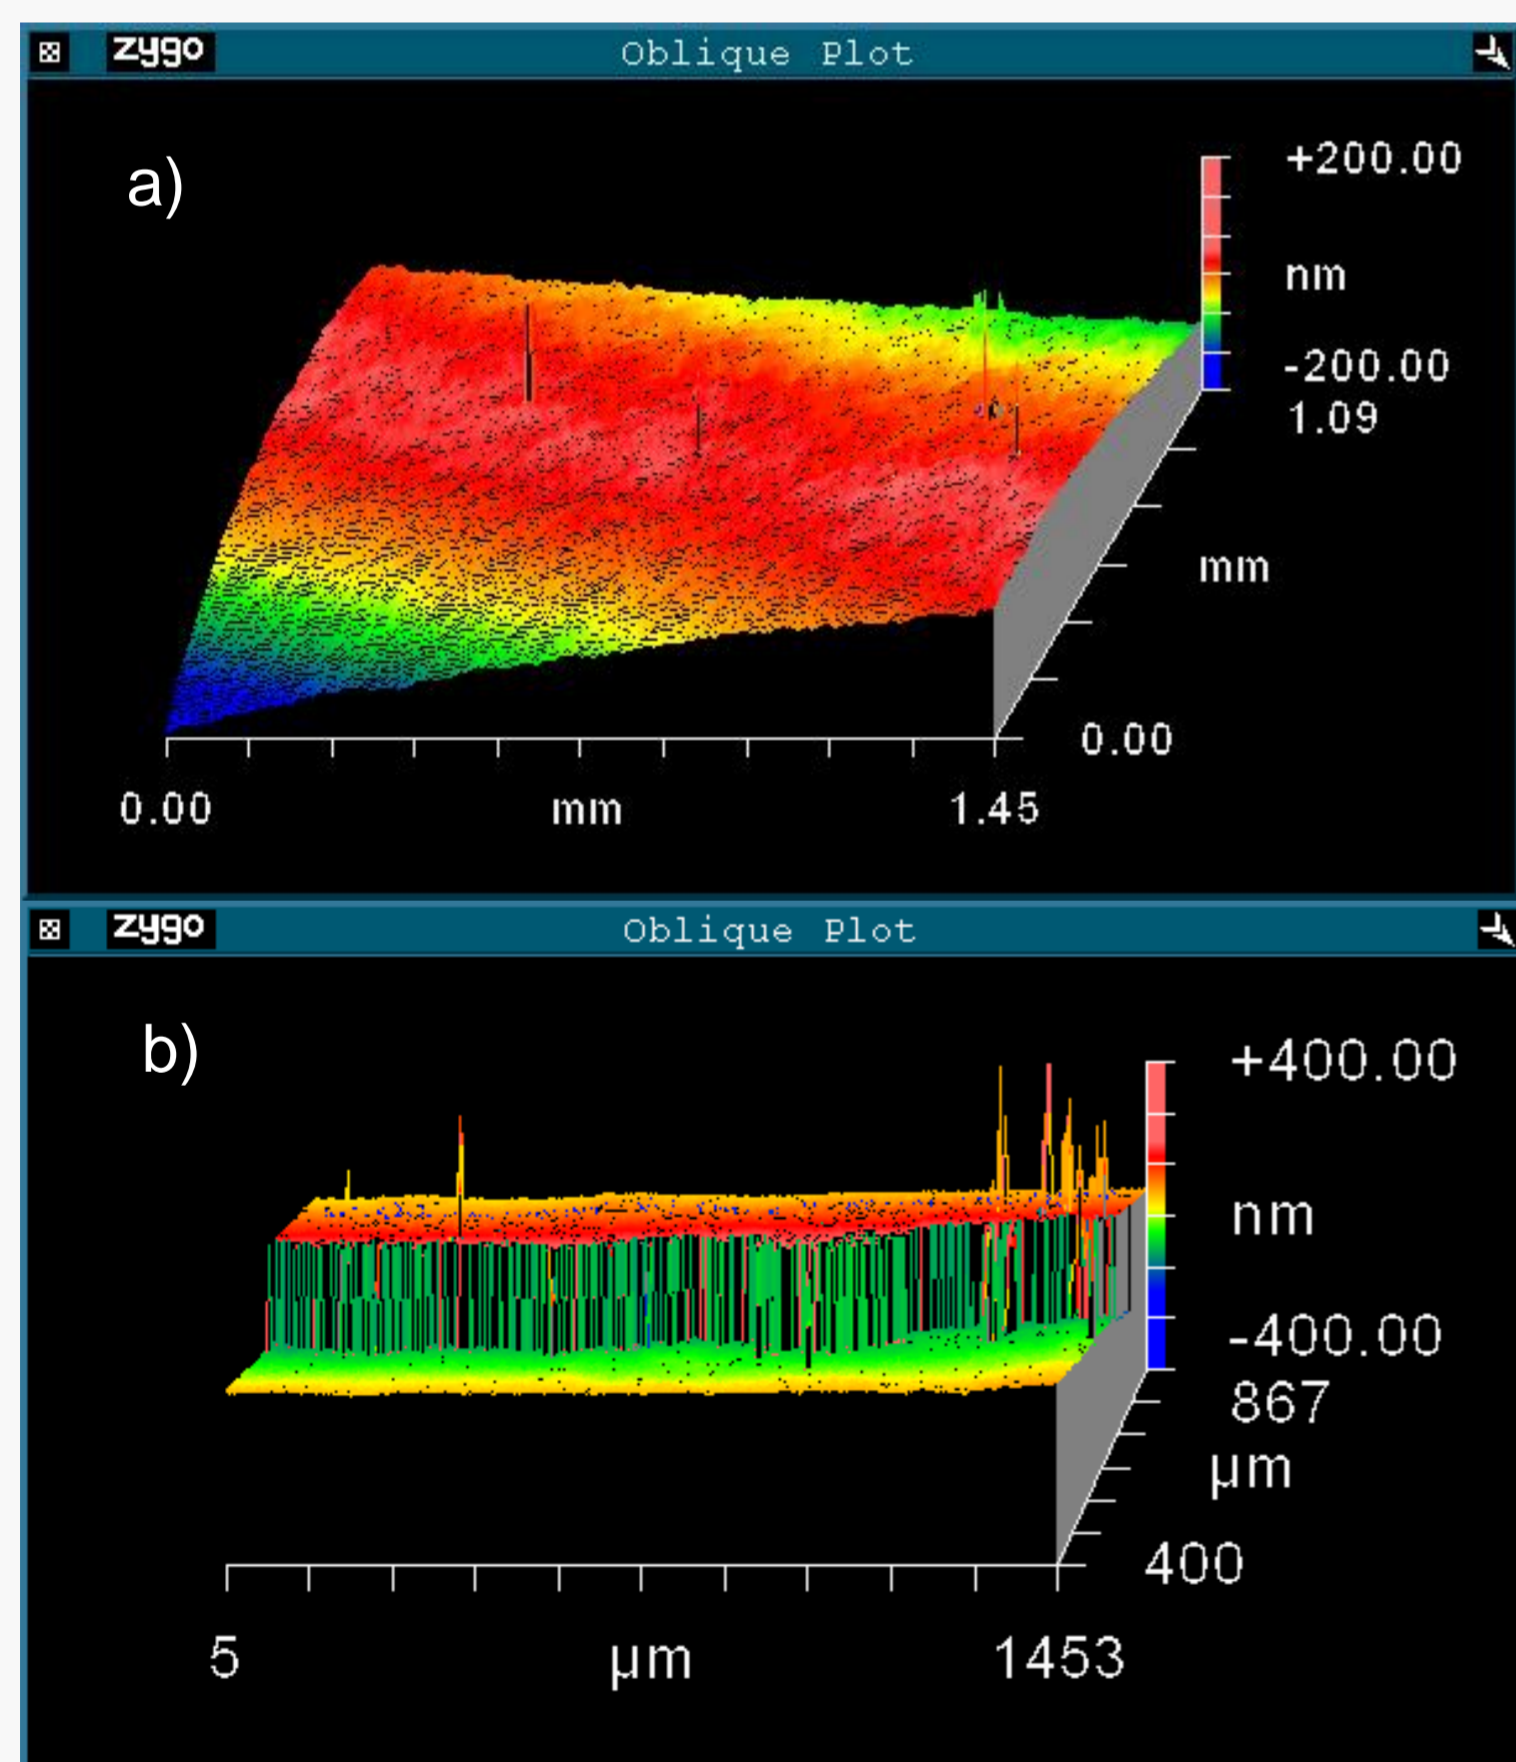 zygo Oblique Plot
a)
+200.00
nm
-200.00
1.09
mm
0.00
0.00 mm 1.45
zygo Oblique Plot
b)
+400.00
nm
-400.00
867
µm
400
5 µm 1453